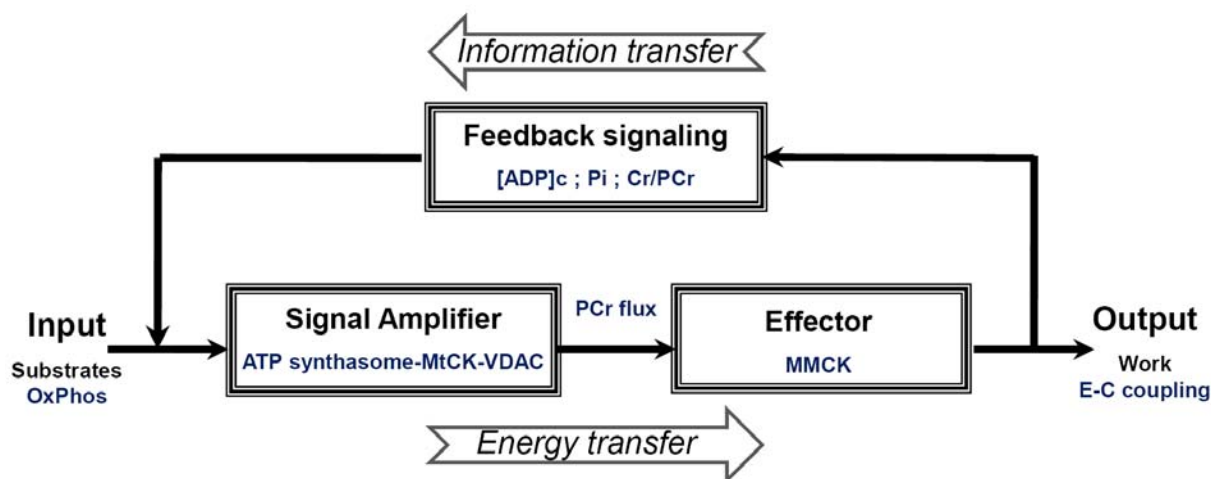 Information transfer
Feedback signaling
[ADP]c ; Pi ; Cr/PCr
Input
Substrates
OxPhos
Signal Amplifier
ATP synthasome-MtCK-VDAC
PCr flux
Effector
MMCK
Output
Work
E-C coupling
Energy transfer